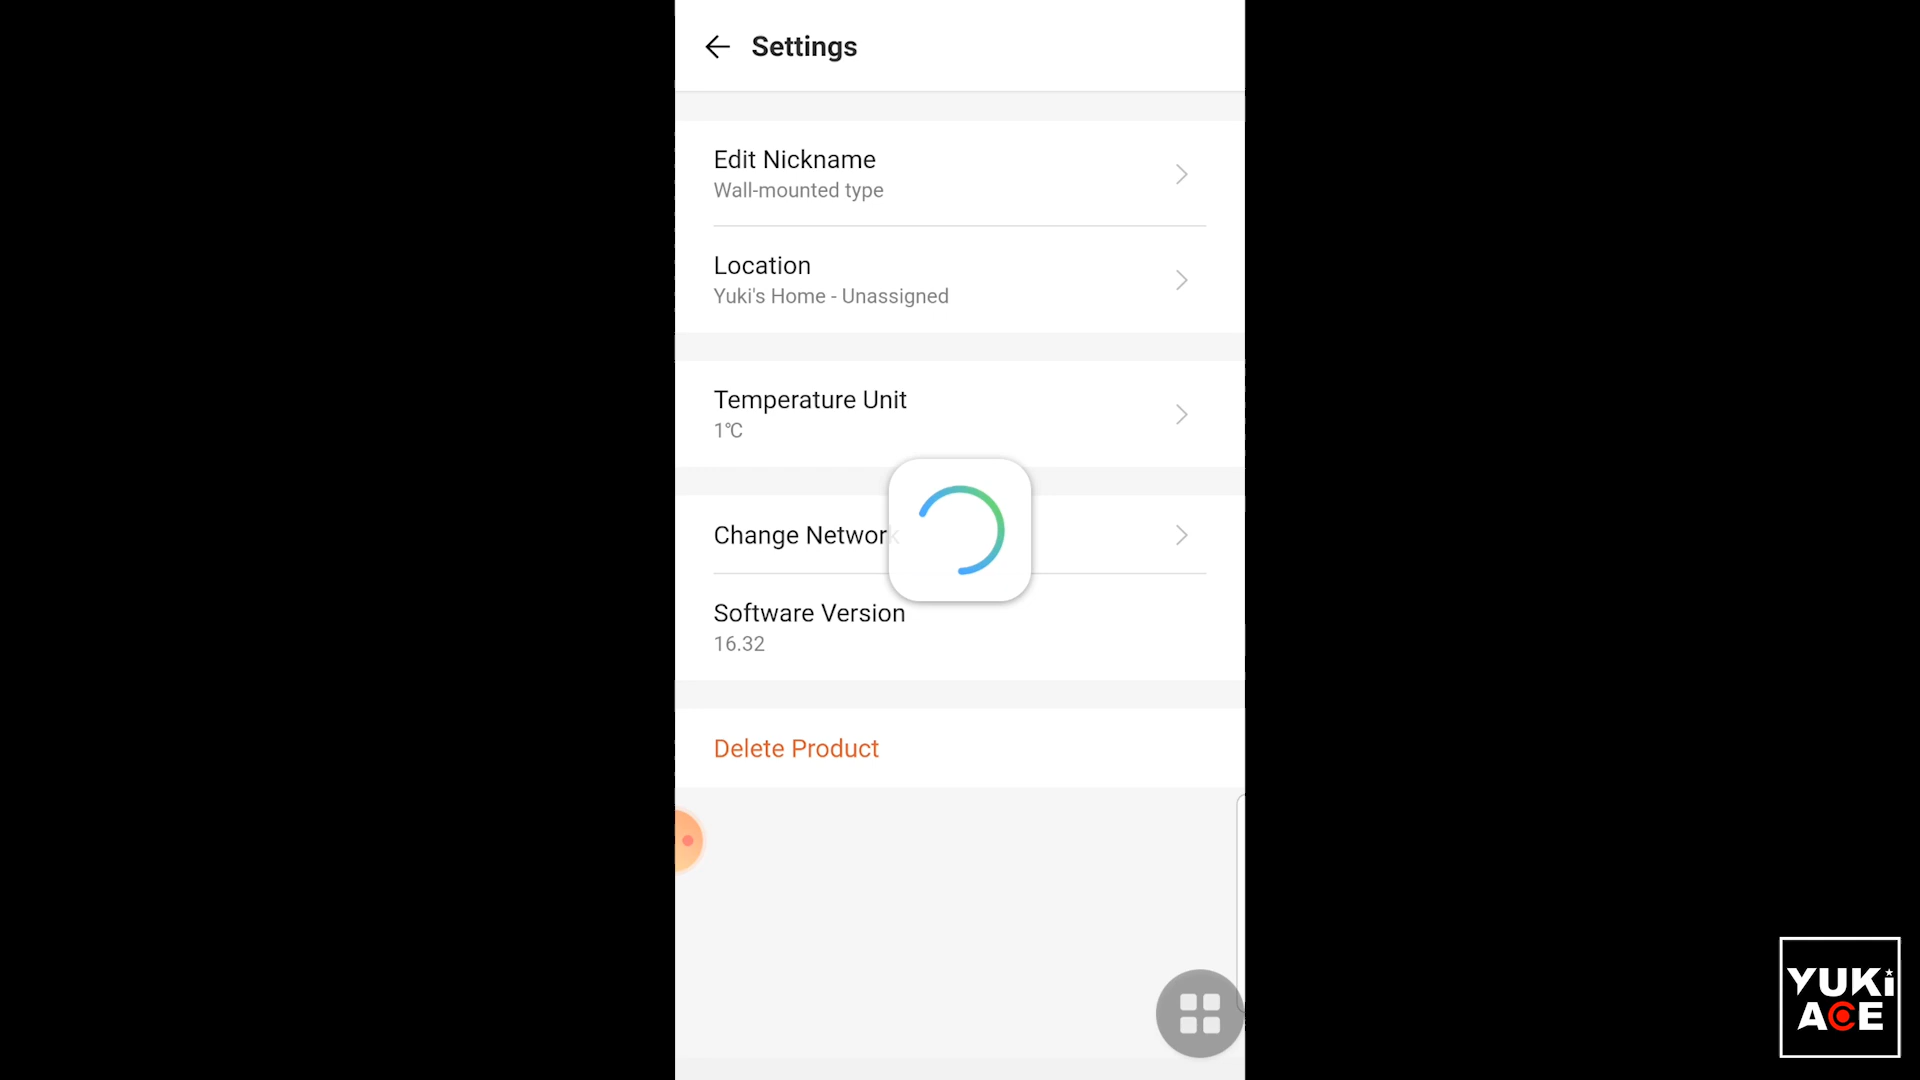 Settings
Edit Nickname
Wall-mounted type
Location
Yuki's Home - Unassigned
Temperature Unit
1℃
Change Network
Software Version
16.32
Delete Product
YUKi
ACE